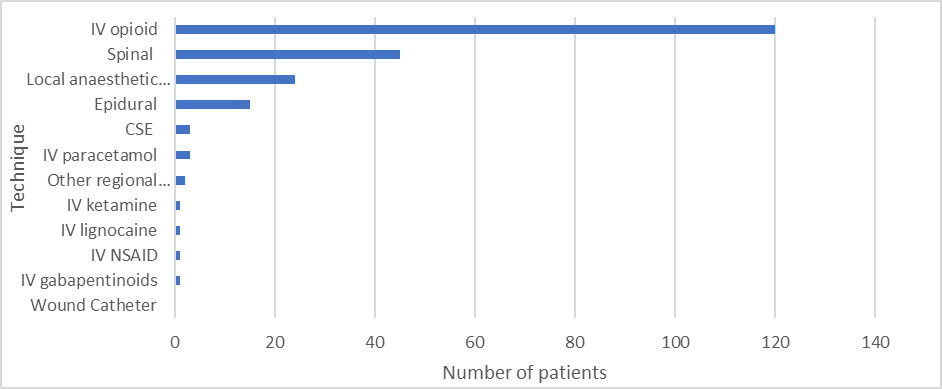 IV opioid
Spinal
Local anaesthetic...
Epidural
CSE
IV paracetamol
Other regional...
IV ketamine
IV lignocaine
IV NSAID
IV gabapentinoids
Wound Catheter
Technique
0 20 40 60 80 100 120 140
Number of patients